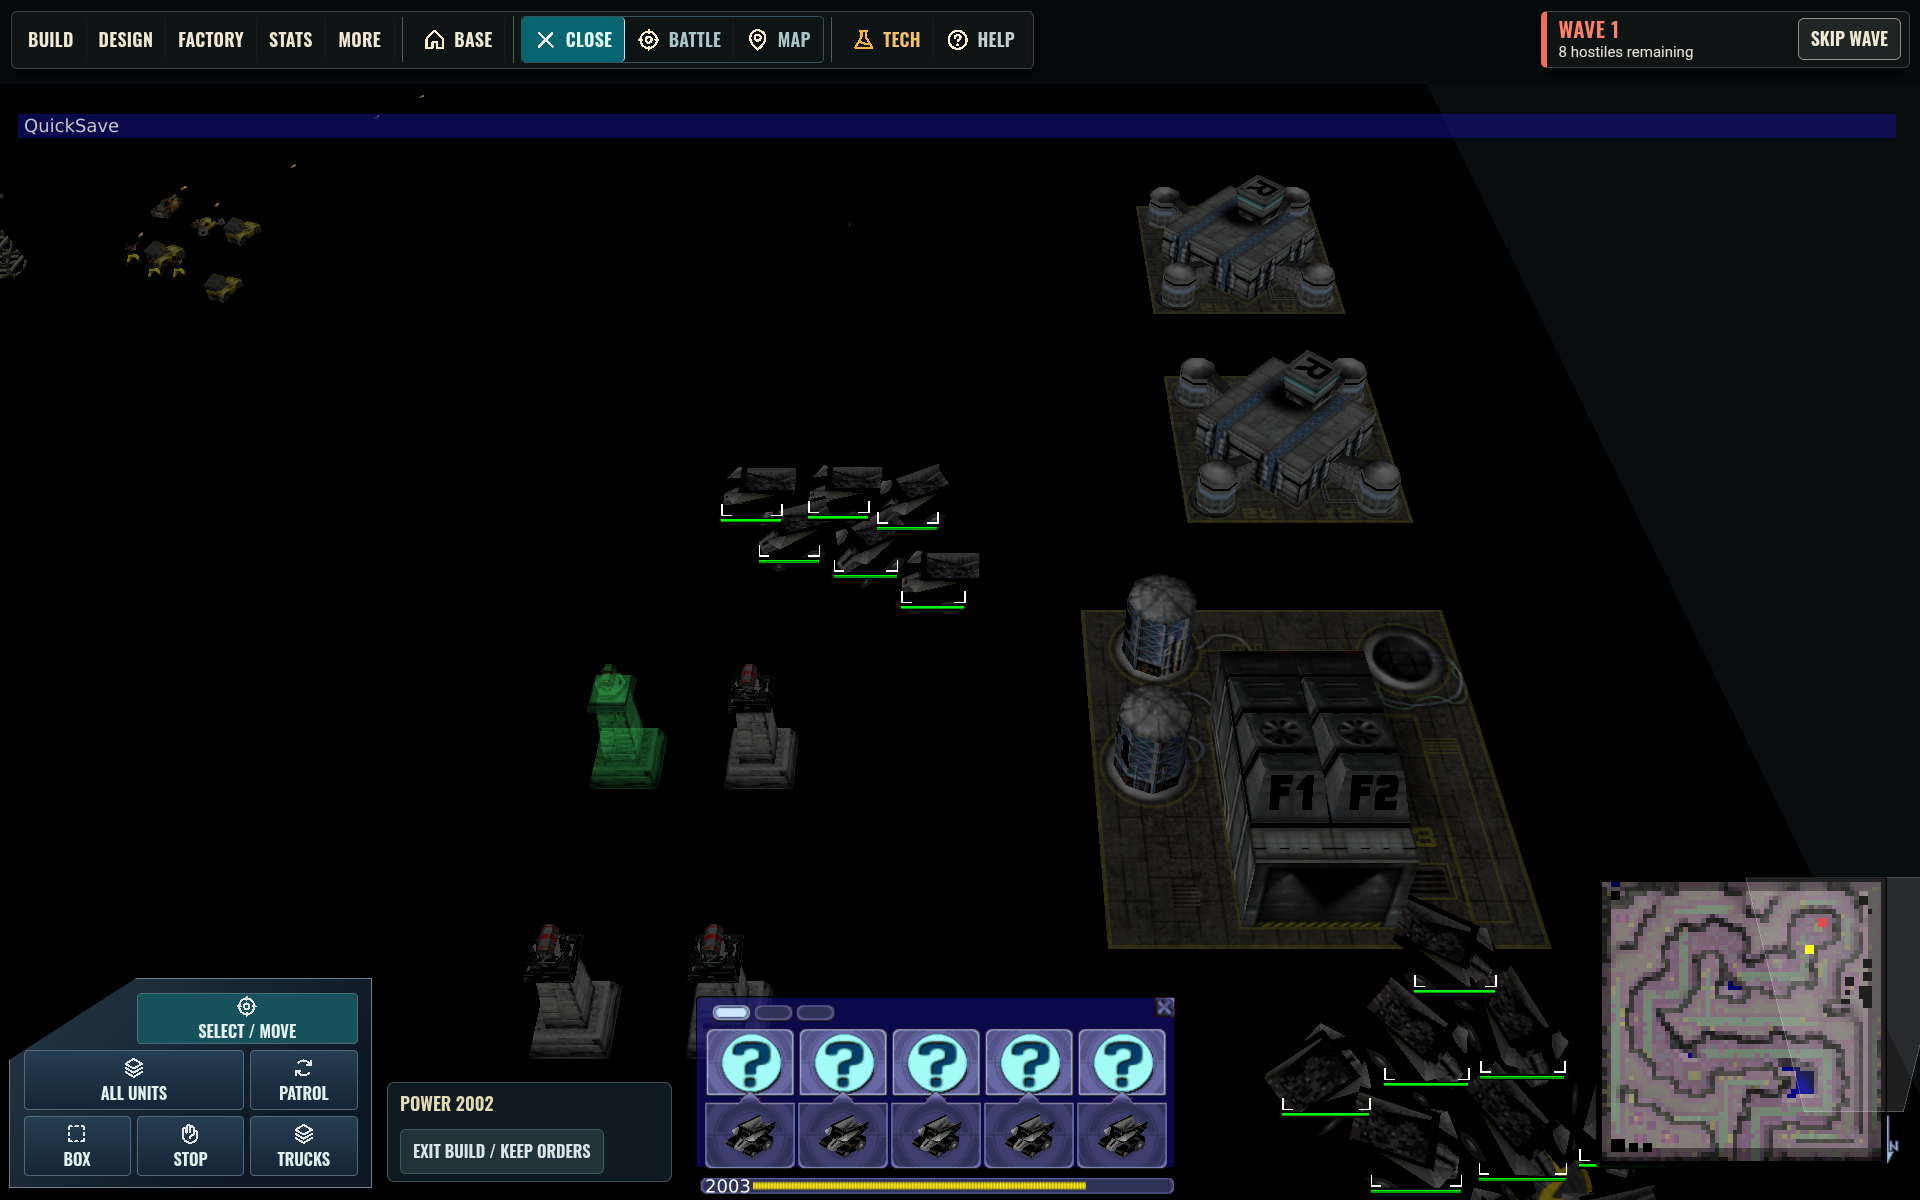 BUILD DESIGN FACTORY STATS MORE BASE CLOSE BATTLE MAP TECH HELP
WAVE 1
8 hostiles remaining
SKIP WAVE
QuickSave
R
R
F1 F2
3
SELECT / MOVE
ALL UNITS PATROL
BOX STOP TRUCKS
POWER 2002
EXIT BUILD / KEEP ORDERS
? ? ? ? ?
2003
N